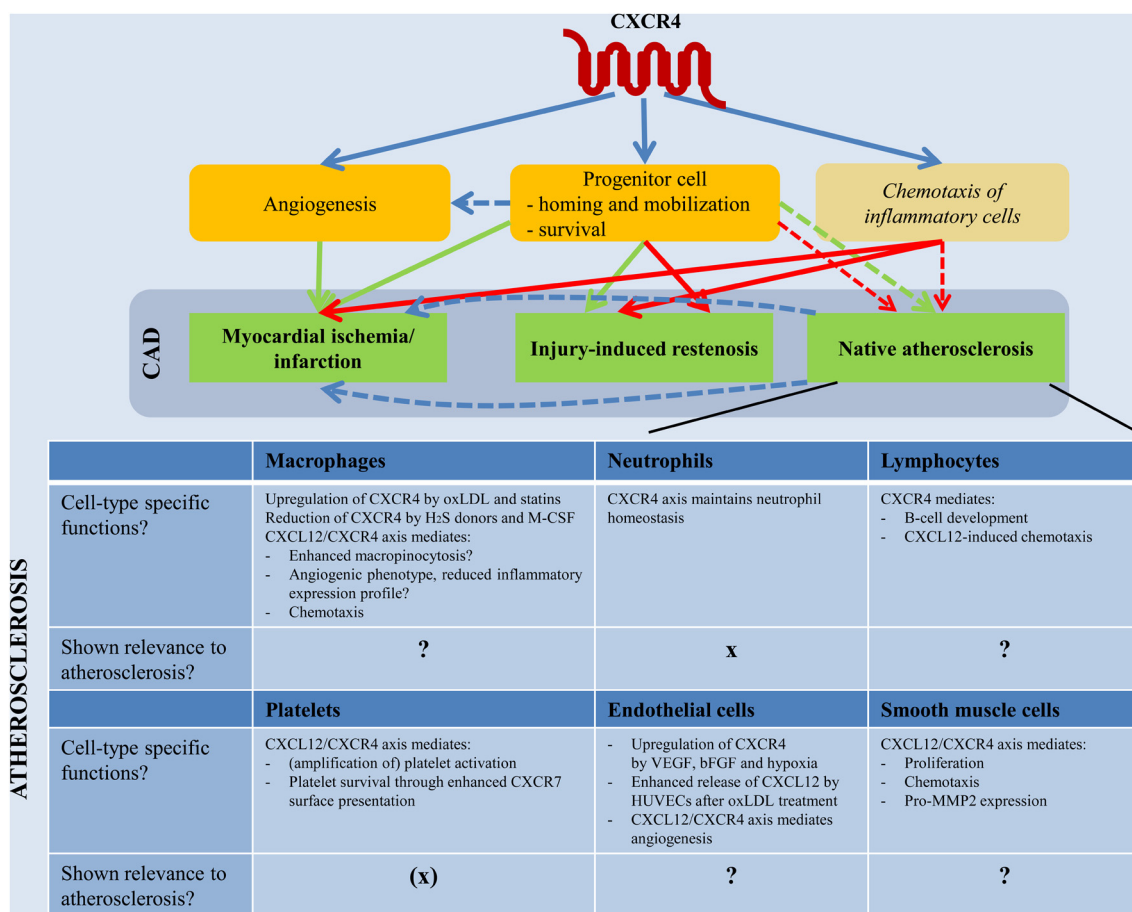 CXCR4
Angiogenesis
Progenitor cell
- homing and mobilization
- survival
Chemotaxis of
inflammatory cells
CAD
Myocardial ischemia/
infarction
Injury-induced restenosis
Native atherosclerosis
ATHEROSCLEROSIS
Macrophages
Neutrophils
Lymphocytes
Cell-type specific
functions?
Upregulation of CXCR4 by oxLDL and statins
Reduction of CXCR4 by H2S donors and M-CSF
CXCL12/CXCR4 axis mediates:
- Enhanced macropinocytosis?
- Angiogenic phenotype, reduced inflammatory
expression profile?
- Chemotaxis
CXCR4 axis maintains neutrophil
homeostasis
CXCR4 mediates:
- B-cell development
- CXCL12-induced chemotaxis
Shown relevance to
atherosclerosis?
?
x
?
Platelets
Endothelial cells
Smooth muscle cells
Cell-type specific
functions?
CXCL12/CXCR4 axis mediates:
- (amplification of) platelet activation
- Platelet survival through enhanced CXCR7
surface presentation
- Upregulation of CXCR4
by VEGF, bFGF and hypoxia
- Enhanced release of CXCL12 by
HUVECs after oxLDL treatment
- CXCL12/CXCR4 axis mediates
angiogenesis
CXCL12/CXCR4 axis mediates:
- Proliferation
- Chemotaxis
- Pro-MMP2 expression
Shown relevance to
atherosclerosis?
(x)
?
?